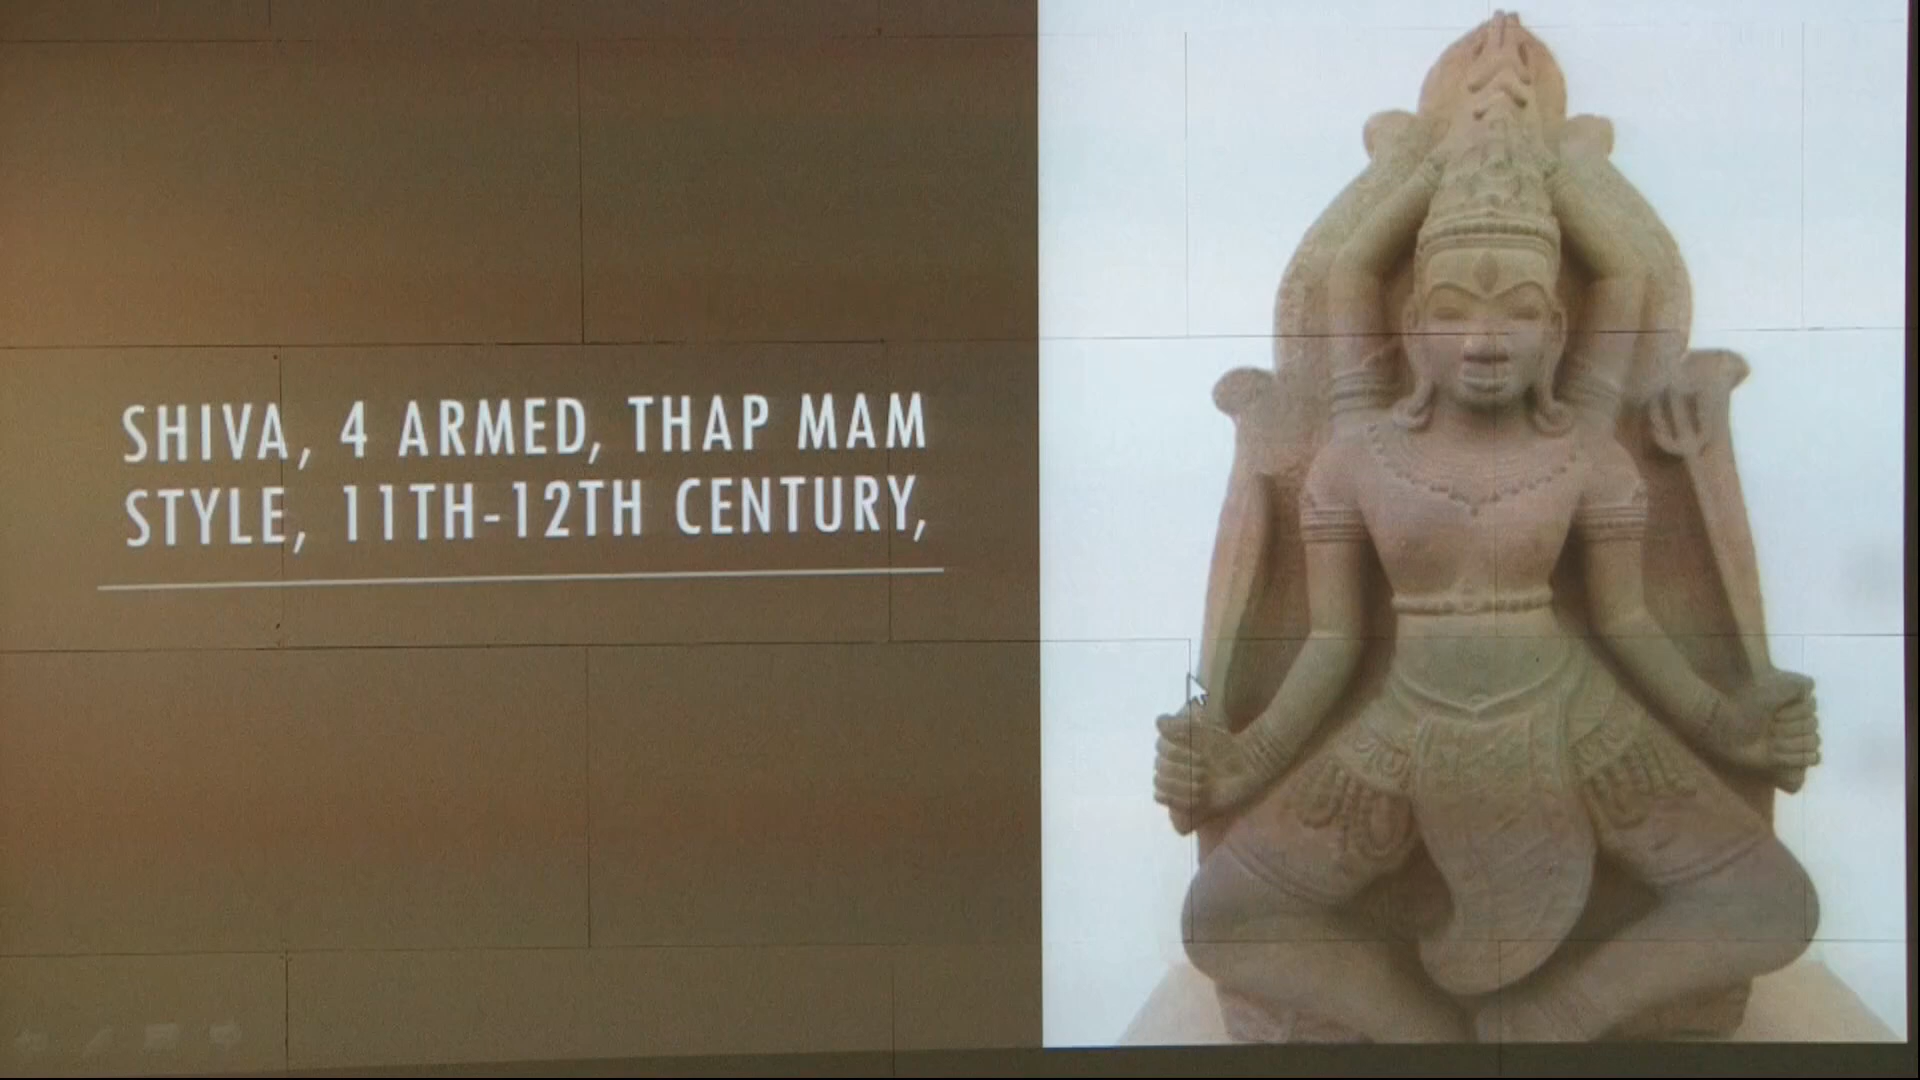 SHIVA, 4 ARMED, THAP MAM
STYLE, 11TH-12TH CENTURY,